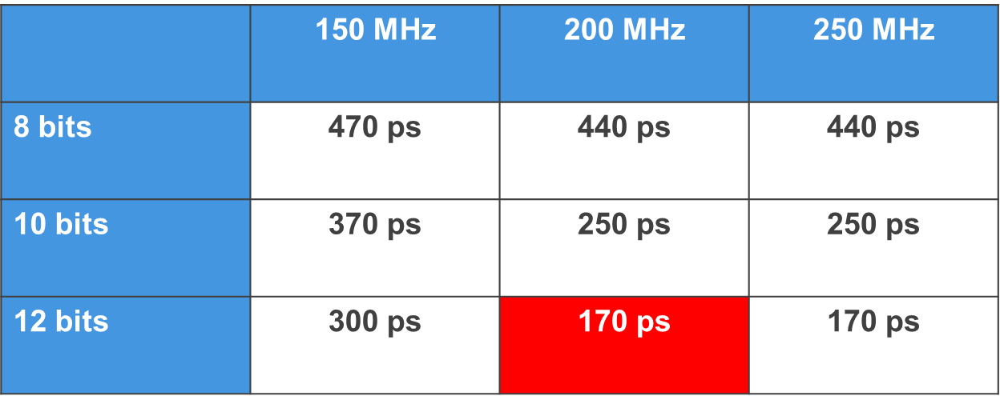 150 MHz 200 MHz 250 MHz
8 bits 470 ps 440 ps 440 ps
10 bits 370 ps 250 ps 250 ps
12 bits 300 ps 170 ps 170 ps